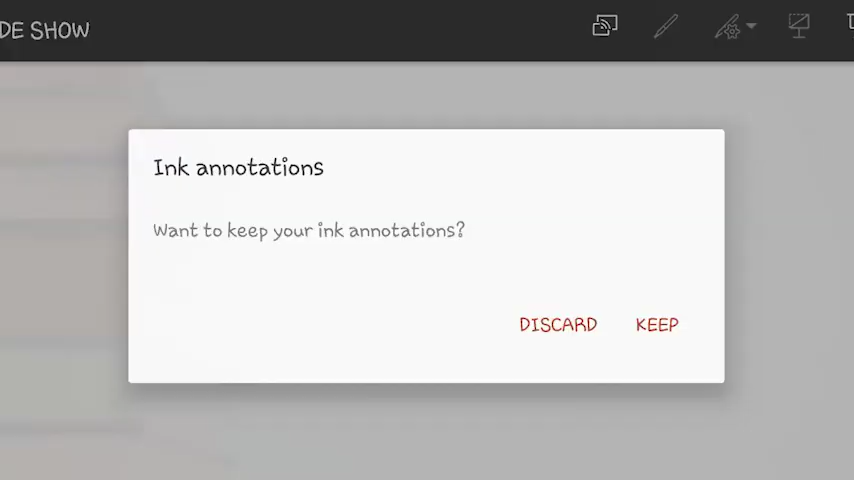 DE SHOW
Ink annotations
Want to keep your ink annotations?
DISCARD KEEP